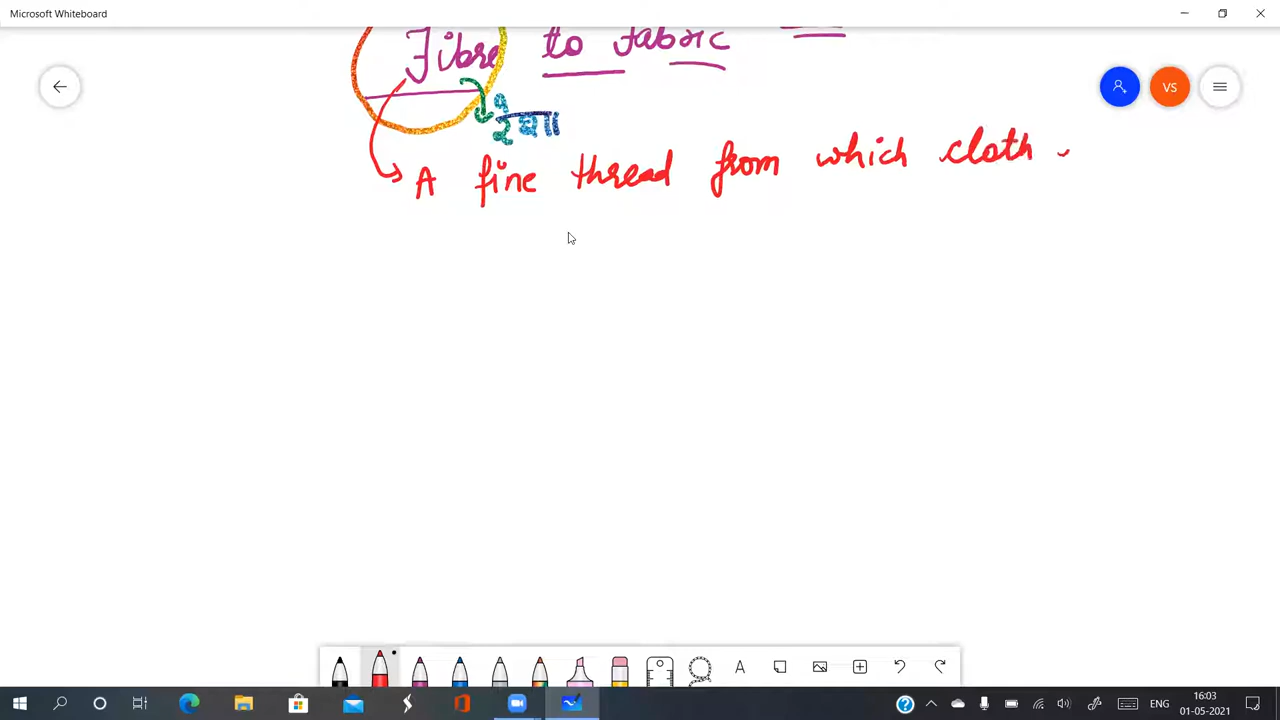 Microsoft Whiteboard
Fibre to Fabric
रेशा
A fine thread from which cloth
VS
A
ENG
16:03
01-05-2021